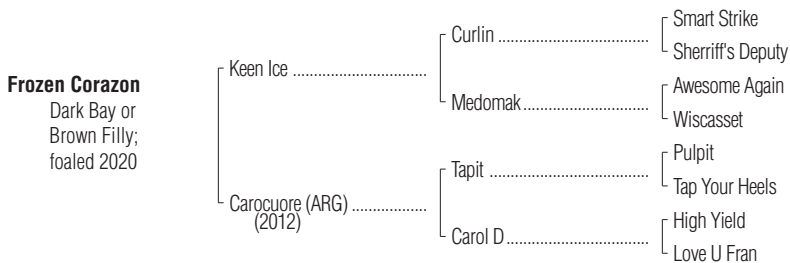 Frozen Corazon
Dark Bay or
Brown Filly;
foaled 2020
Keen Ice ................................
Carocuore (ARG) ..................
(2012)
Curlin ....................................
Medomak..............................
Tapit ......................................
Carol D..................................
Smart Strike
Sherriff's Deputy
Awesome Again
Wiscasset
Pulpit
Tap Your Heels
High Yield
Love U Fran